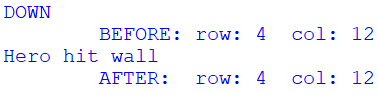 DOWN
        BEFORE: row: 4  col: 12
Hero hit wall
        AFTER:  row: 4  col: 12